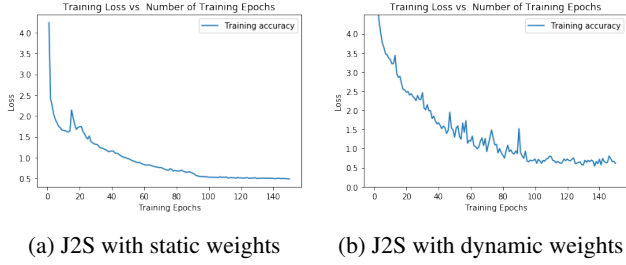 Training Loss vs. Number of Training Epochs
Training accuracy
4.0
3.5
3.0
2.5
2.0
1.5
1.0
0.5
Loss
0 20 40 60 80 100 120 140
Training Epochs
(a) J2S with static weights
Training Loss vs. Number of Training Epochs
Training accuracy
4.0
3.5
3.0
2.5
2.0
1.5
1.0
0.5
0.0
Loss
0 20 40 60 80 100 120 140
Training Epochs
(b) J2S with dynamic weights